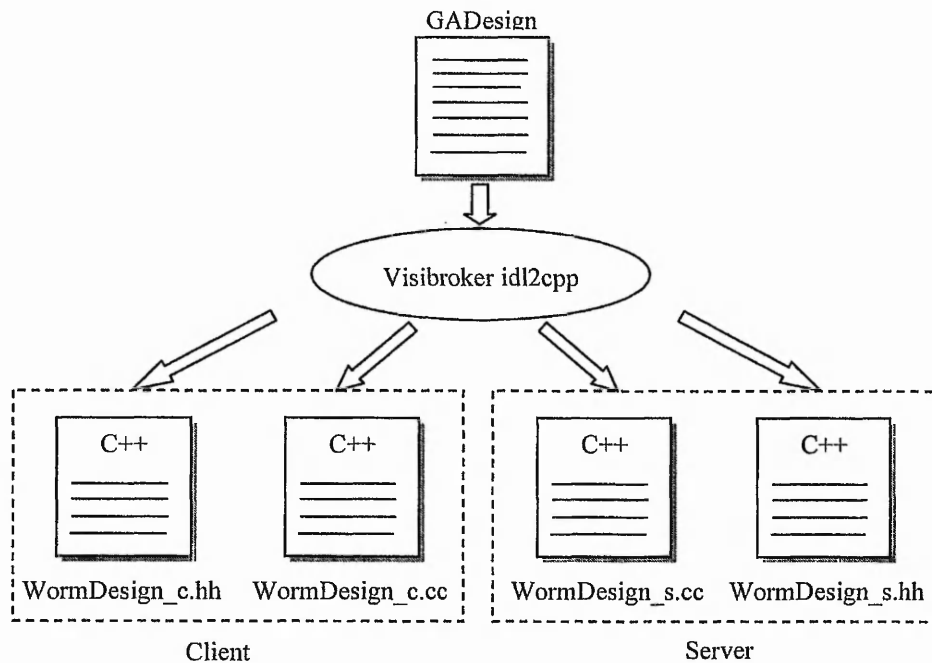 GADesign
Visibroker idl2cpp
C++
C++
C++
C++
WormDesign_c.hh
WormDesign_c.cc
WormDesign_s.cc
WormDesign_s.hh
Client
Server